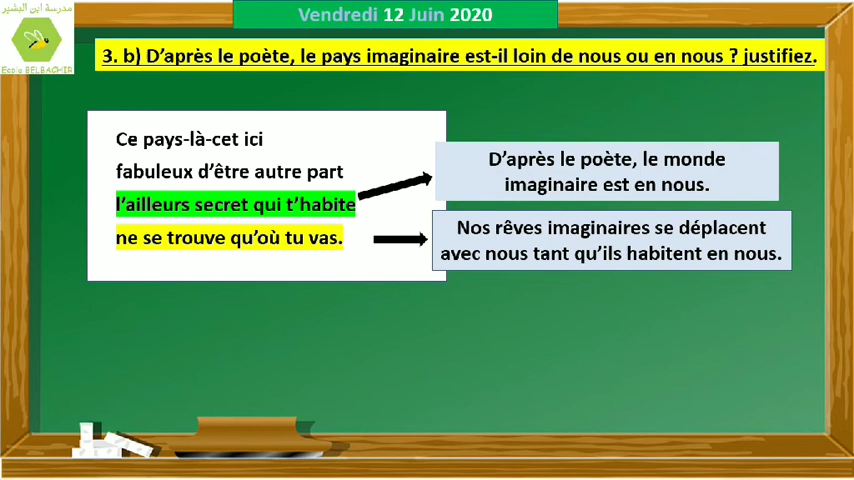 مدرسة ابن البشير
Ecole BELBACHIR
Vendredi 12 Juin 2020
3. b) D’après le poète, le pays imaginaire est-il loin de nous ou en nous ? justifiez.
Ce pays-là-cet ici
fabuleux d’être autre part
l’ailleurs secret qui t’habite
ne se trouve qu’où tu vas.
D’après le poète, le monde
imaginaire est en nous.
Nos rêves imaginaires se déplacent
avec nous tant qu’ils habitent en nous.